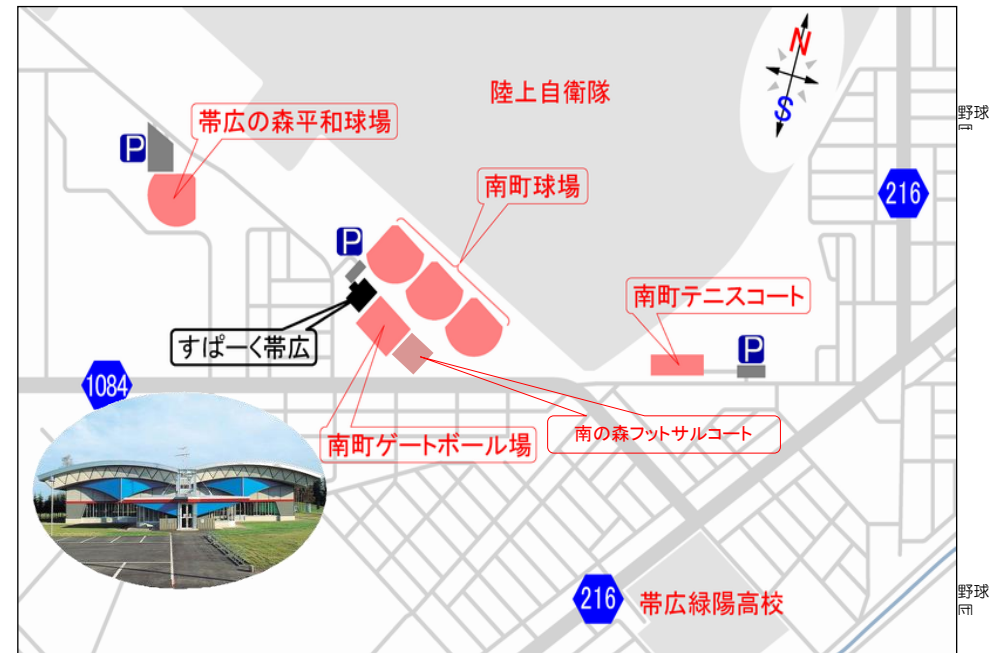 N
S
陸上自衛隊
帯広の森平和球場
野球
団
P
南町球場
216
P
南町テニスコート
すぱーく帯広
P
1084
南町ゲートボール場
南の森フットサルコート
216
帯広緑陽高校
野球
団